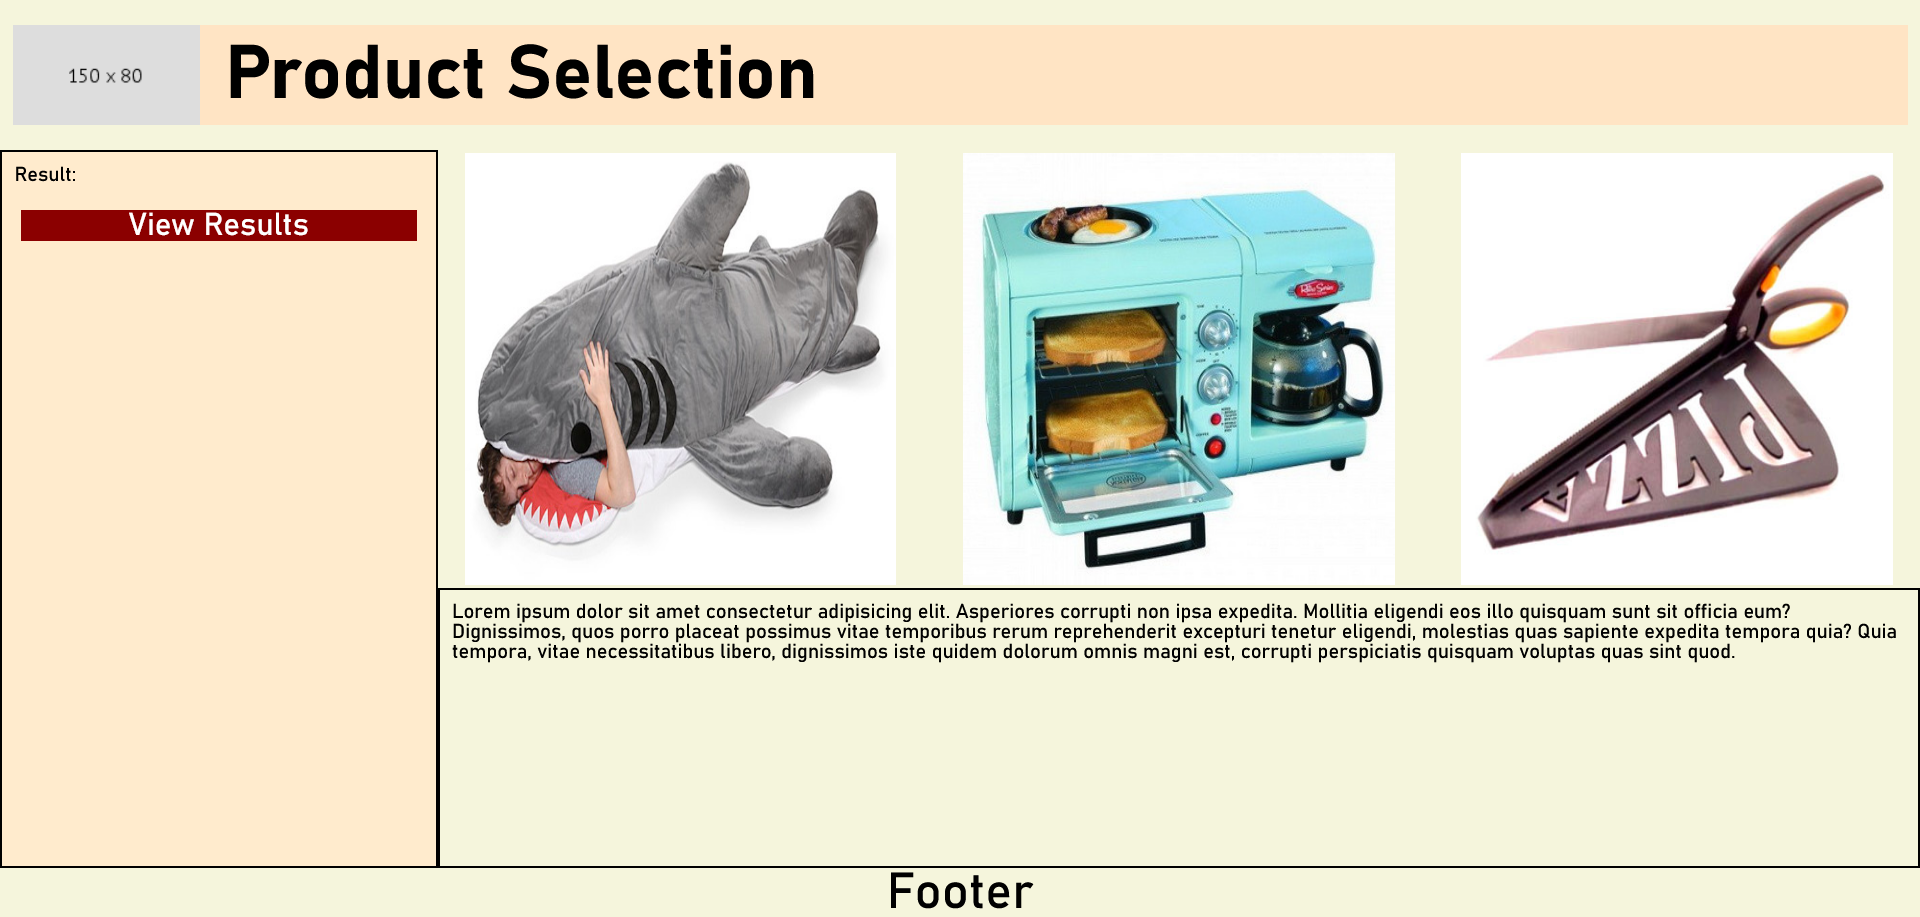 150 x 80
Product Selection
Result:
View Results
Retro Series
PIZZA
Lorem ipsum dolor sit amet consectetur adipisicing elit. Asperiores corrupti non ipsa expedita. Mollitia eligendi eos illo quisquam sunt sit officia eum?
Dignissimos, quos porro placeat possimus vitae temporibus rerum reprehenderit excepturi tenetur eligendi, molestias quas sapiente expedita tempora quia? Quia
tempora, vitae necessitatibus libero, dignissimos iste quidem dolorum omnis magni est, corrupti perspiciatis quisquam voluptas quas sint quod.
Footer